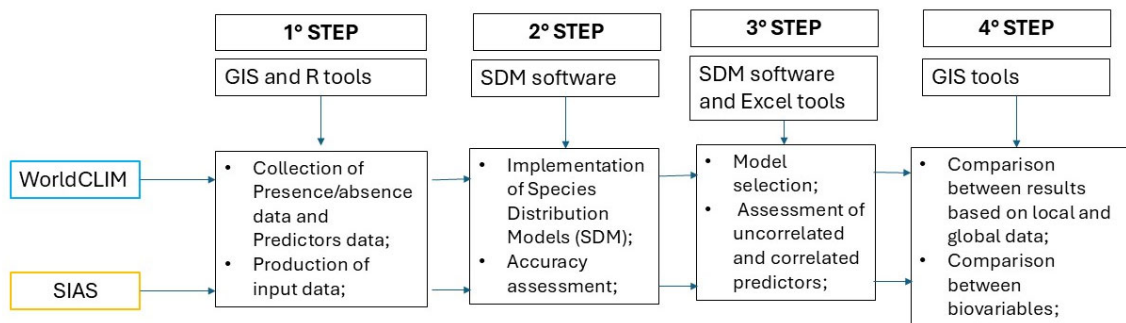 1° STEP
2° STEP
3° STEP
4° STEP
GIS and R tools
SDM software
SDM software
and Excel tools
GIS tools
WorldCLIM
SIAS
• Collection of
Presence/absence
data and
Predictors data;
• Production of
input data;
• Implementation
of Species
Distribution
Models (SDM);
• Accuracy
assessment;
• Model
selection;
• Assessment of
uncorrelated
and correlated
predictors;
• Comparison
between results
based on local and
global data;
• Comparison
between
biovariables;